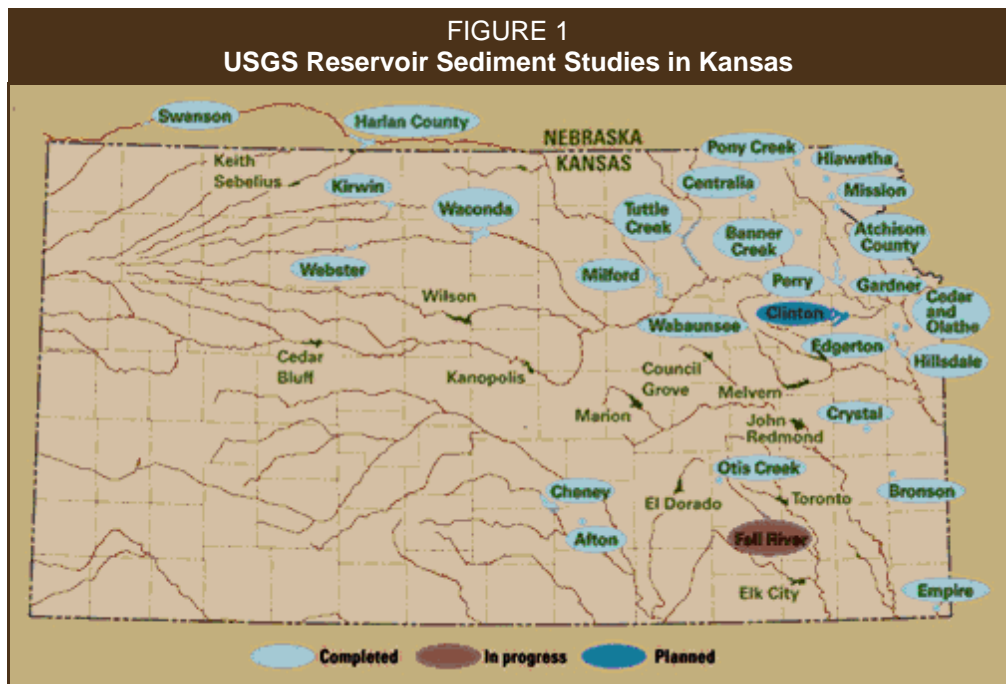 FIGURE 1
USGS Reservoir Sediment Studies in Kansas
Swanson
Harlan County
NEBRASKA
KANSAS
Pony Creek
Hiawatha
Keith
Sebelius
Kirwin
Centralia
Mission
Waconda
Tuttle
Creek
Banner
Creek
Atchison
County
Webster
Milford
Perry
Gardner
Wilson
Clinton
Cedar
and
Olathe
Wabaunsee
Edgerton
Hillsdale
Cedar
Bluff
Kanopolis
Council
Grove
Melvern
Marion
John
Redmond
Crystal
Otis Creek
Cheney
El Dorado
Toronto
Bronson
Afton
Fall River
Elk City
Empire
Completed
In progress
Planned